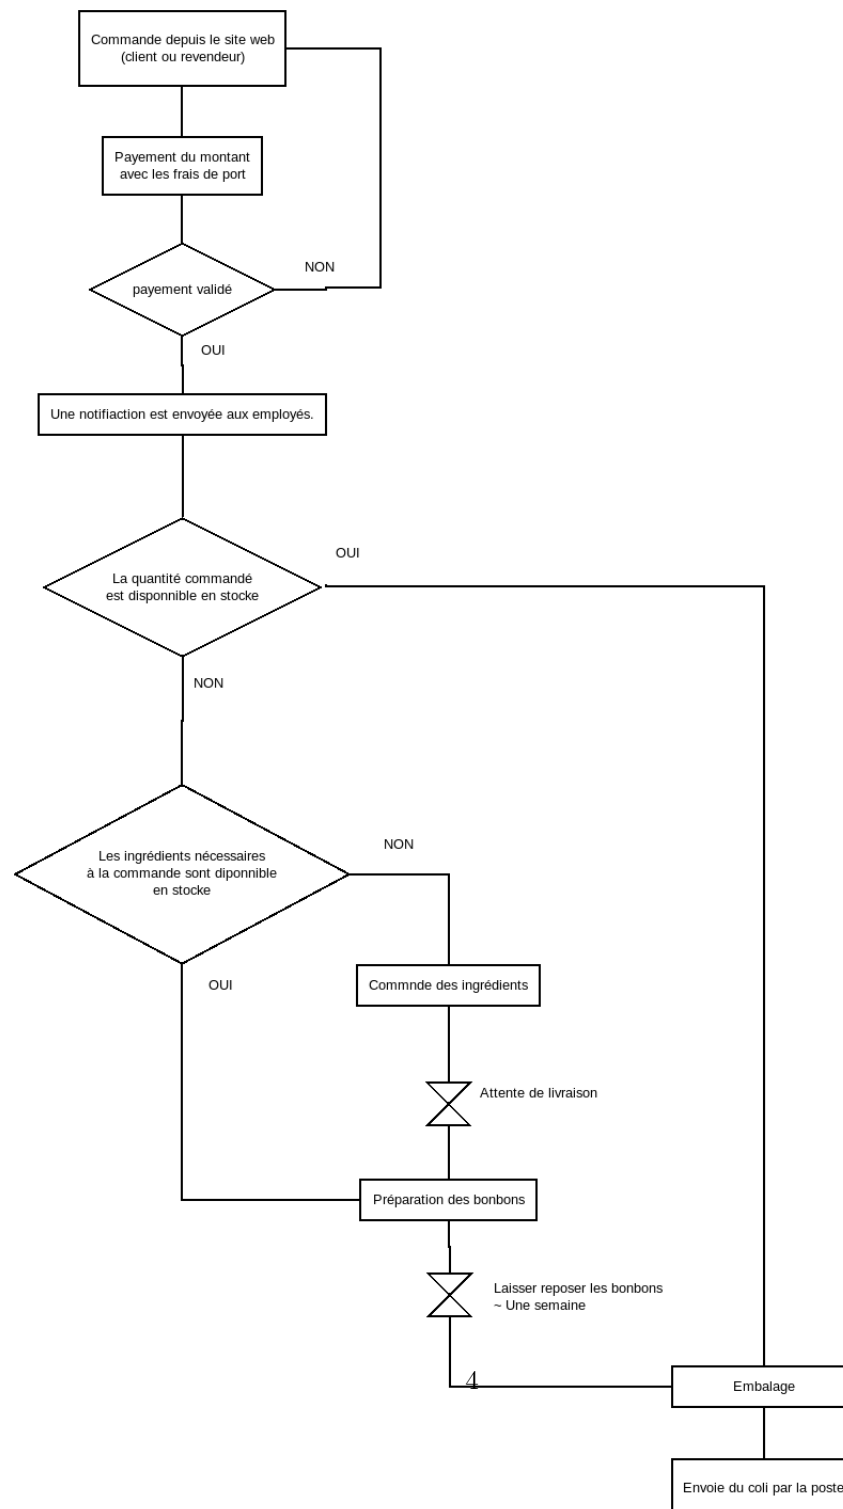 Commande depuis le site web
(client ou revendeur)
Payement du montant
avec les frais de port
NON
payement validé
OUI
Une notifiaction est envoyée aux employés.
OUI
La quantité commandé
est disponnible en stocke
NON
NON
Les ingrédients nécessaires
à la commande sont diponnible
en stocke
OUI
Commnde des ingrédients
Attente de livraison
Préparation des bonbons
Laisser reposer les bonbons
~ Une semaine
4
Embalage
Envoie du coli par la poste